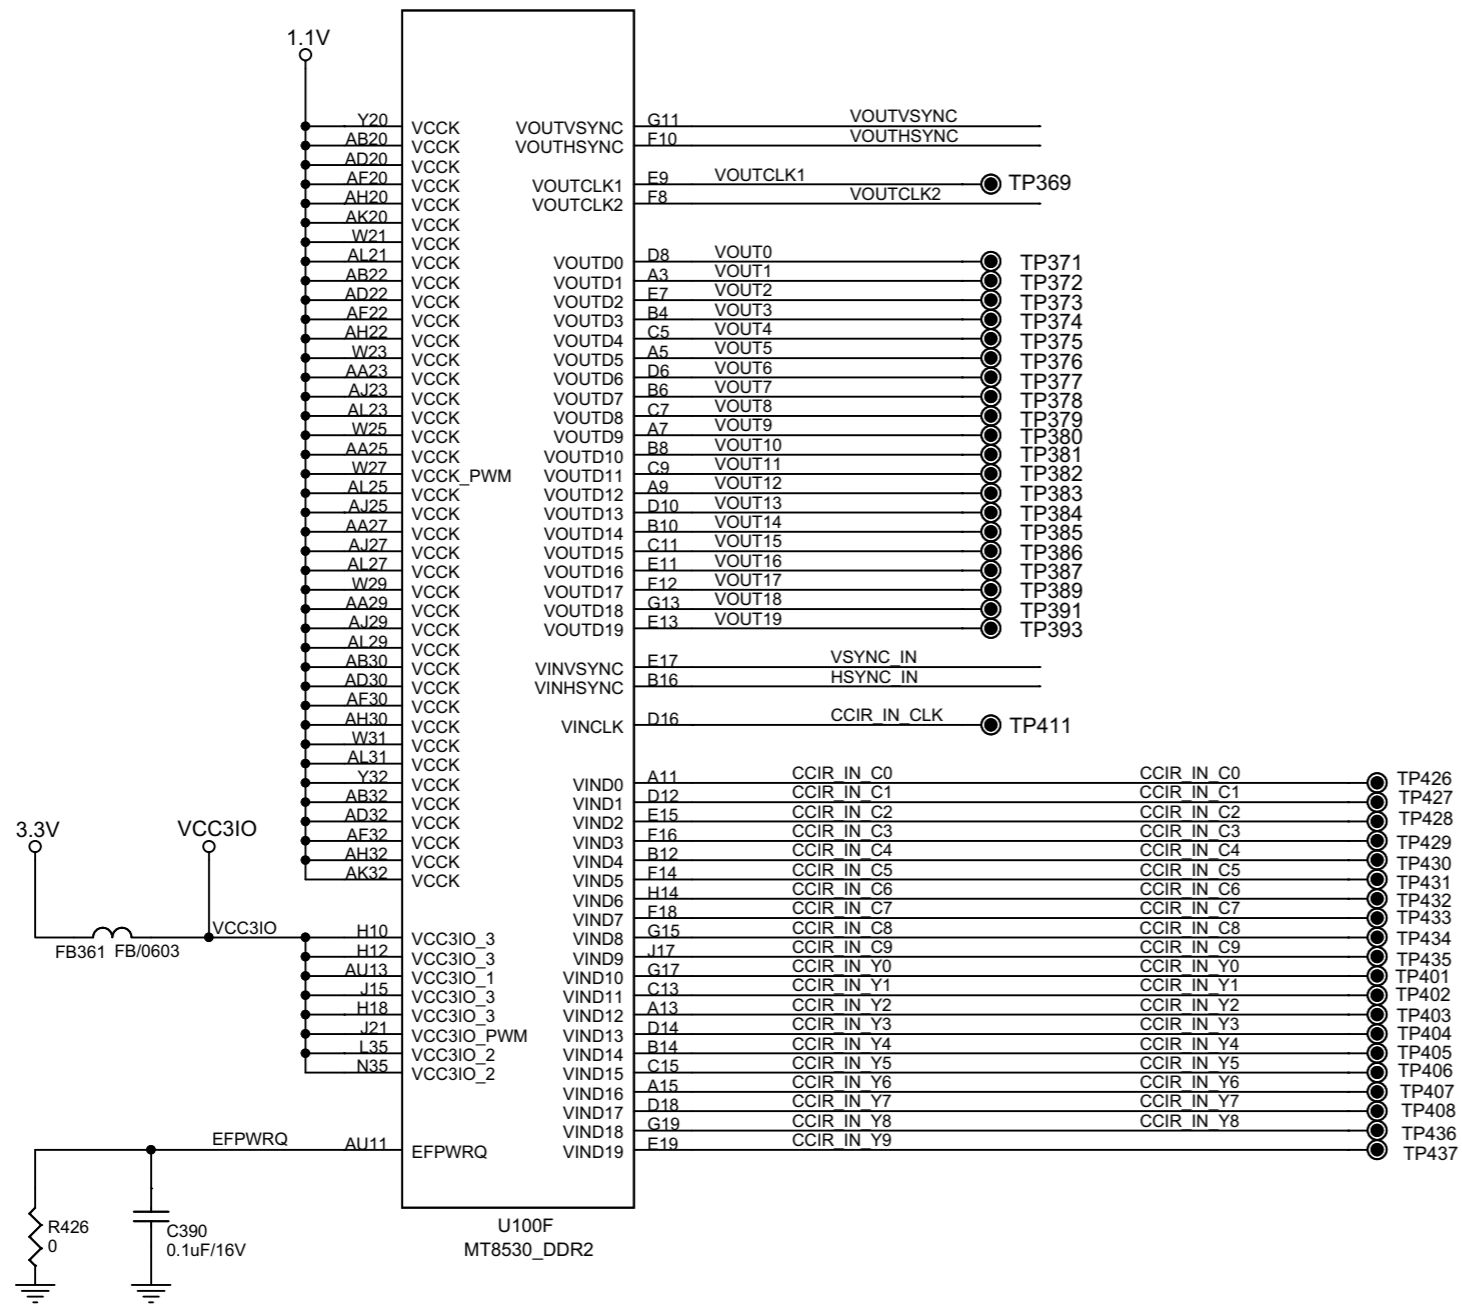 1.1V
Y20 VCCK VOUTVSYNC G11 VOUTVSYNC
AB20 VCCK VOUTHSYNC F10 VOUTHSYNC
AD20 VCCK
AF20 VCCK VOUTCLK1 E9 VOUTCLK1 TP369
AH20 VCCK VOUTCLK2 F8 VOUTCLK2
AK20 VCCK
W21 VCCK
AL21 VCCK VOUTD0 D8 VOUT0 TP371
AB22 VCCK VOUTD1 A3 VOUT1 TP372
AD22 VCCK VOUTD2 E7 VOUT2 TP373
AF22 VCCK VOUTD3 B4 VOUT3 TP374
AH22 VCCK VOUTD4 C5 VOUT4 TP375
W23 VCCK VOUTD5 A5 VOUT5 TP376
AA23 VCCK VOUTD6 D6 VOUT6 TP377
AJ23 VCCK VOUTD7 B6 VOUT7 TP378
AL23 VCCK VOUTD8 C7 VOUT8 TP379
W25 VCCK VOUTD9 A7 VOUT9 TP380
AA25 VCCK VOUTD10 B8 VOUT10 TP381
W27 VCCK_PWM VOUTD11 C9 VOUT11 TP382
AL25 VCCK VOUTD12 A9 VOUT12 TP383
AJ25 VCCK VOUTD13 D10 VOUT13 TP384
AA27 VCCK VOUTD14 B10 VOUT14 TP385
AJ27 VCCK VOUTD15 C11 VOUT15 TP386
AL27 VCCK VOUTD16 E11 VOUT16 TP387
W29 VCCK VOUTD17 F12 VOUT17 TP389
AA29 VCCK VOUTD18 G13 VOUT18 TP391
AJ29 VCCK VOUTD19 E13 VOUT19 TP393
AL29 VCCK
AB30 VCCK VINVSYNC E17 VSYNC_IN
AD30 VCCK VINHSYNC B16 HSYNC_IN
AF30 VCCK
AH30 VCCK VINCLK D16 CCIR_IN_CLK TP411
W31 VCCK
AL31 VCCK
Y32 VCCK VIND0 A11 CCIR_IN_C0 CCIR_IN_C0 TP426
AB32 VCCK VIND1 D12 CCIR_IN_C1 CCIR_IN_C1 TP427
AD32 VCCK VIND2 E15 CCIR_IN_C2 CCIR_IN_C2 TP428
3.3V VCC3IO AF32 VCCK VIND3 F16 CCIR_IN_C3 CCIR_IN_C3 TP429
AH32 VCCK VIND4 B12 CCIR_IN_C4 CCIR_IN_C4 TP430
AK32 VCCK VIND5 F14 CCIR_IN_C5 CCIR_IN_C5 TP431
VIND6 H14 CCIR_IN_C6 CCIR_IN_C6 TP432
VIND7 F18 CCIR_IN_C7 CCIR_IN_C7 TP433
VCC3IO H10 VCC3IO_3 VIND8 G15 CCIR_IN_C8 CCIR_IN_C8 TP434
FB361 FB/0603 H12 VCC3IO_3 VIND9 J17 CCIR_IN_C9 CCIR_IN_C9 TP435
AU13 VCC3IO_1 VIND10 G17 CCIR_IN_Y0 CCIR_IN_Y0 TP401
J15 VCC3IO_3 VIND11 C13 CCIR_IN_Y1 CCIR_IN_Y1 TP402
H18 VCC3IO_3 VIND12 A13 CCIR_IN_Y2 CCIR_IN_Y2 TP403
J21 VCC3IO_PWM VIND13 D14 CCIR_IN_Y3 CCIR_IN_Y3 TP404
L35 VCC3IO_2 VIND14 B14 CCIR_IN_Y4 CCIR_IN_Y4 TP405
N35 VCC3IO_2 VIND15 C15 CCIR_IN_Y5 CCIR_IN_Y5 TP406
VIND16 A15 CCIR_IN_Y6 CCIR_IN_Y6 TP407
VIND17 D18 CCIR_IN_Y7 CCIR_IN_Y7 TP408
VIND18 G19 CCIR_IN_Y8 CCIR_IN_Y8 TP436
EFPWRQ AU11 EFPWRQ VIND19 E19 CCIR_IN_Y9 TP437
R426
0
C390
0.1uF/16V
U100F
MT8530_DDR2